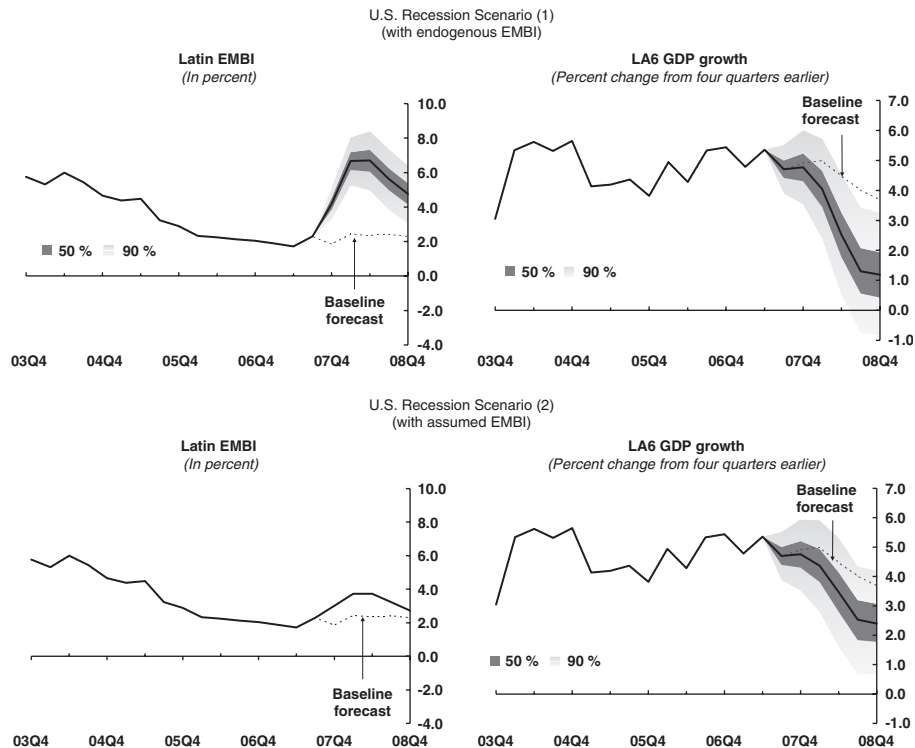 U.S. Recession Scenario (1)
(with endogenous EMBI)
Latin EMBI
(In percent)
10.0
8.0
6.0
4.0
2.0
0.0
-2.0
-4.0
50 %
90 %
Baseline
forecast
03Q4 04Q4 05Q4 06Q4 07Q4 08Q4
LA6 GDP growth
(Percent change from four quarters earlier)
Baseline
forecast
7.0
6.0
5.0
4.0
3.0
2.0
1.0
0.0
-1.0
50 %
90 %
03Q4 04Q4 05Q4 06Q4 07Q4 08Q4
U.S. Recession Scenario (2)
(with assumed EMBI)
Latin EMBI
(In percent)
10.0
8.0
6.0
4.0
2.0
0.0
-2.0
-4.0
Baseline
forecast
03Q4 04Q4 05Q4 06Q4 07Q4 08Q4
LA6 GDP growth
(Percent change from four quarters earlier)
Baseline
forecast
7.0
6.0
5.0
4.0
3.0
2.0
1.0
0.0
-1.0
50 %
90 %
03Q4 04Q4 05Q4 06Q4 07Q4 08Q4